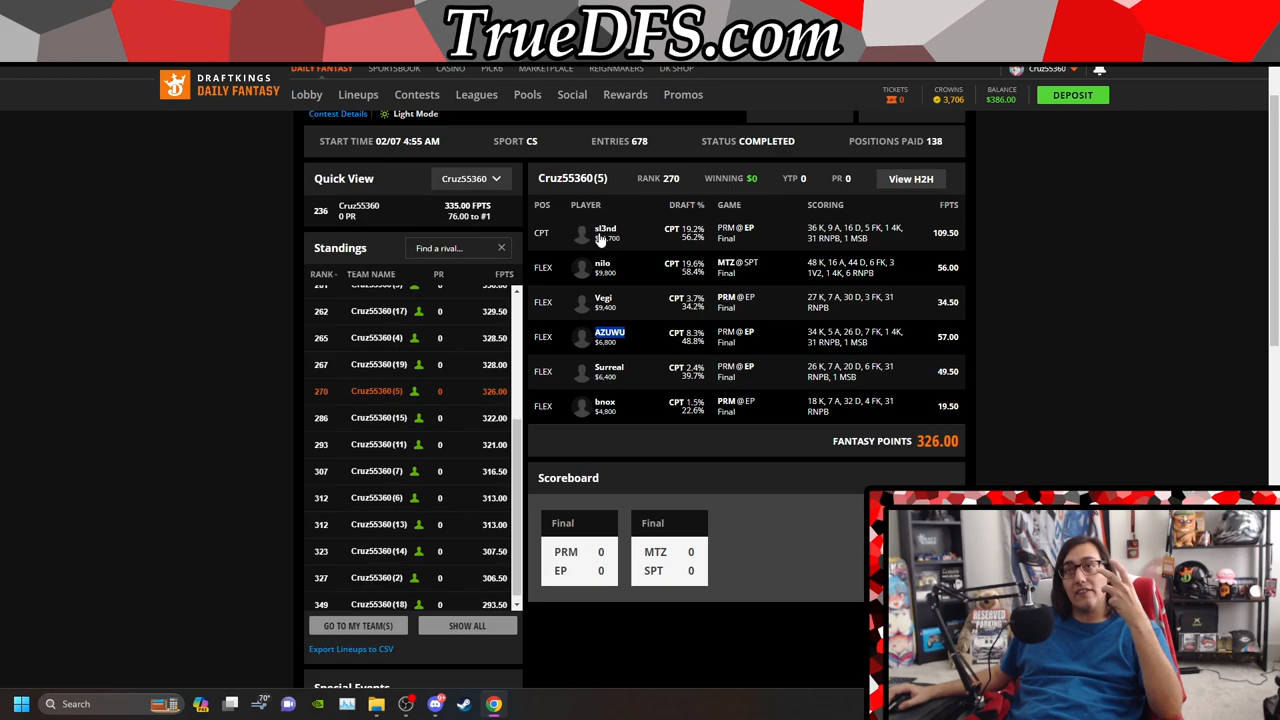 TrueDFS.com
DRAFTKINGS
DAILY FANTASY
DAILY FANTASY SPORTSBOOK CASINO PICK6 MARKETPLACE REIGNMAKERS DK SHOP
Cruz55360
Lobby Lineups Contests Leagues Pools Social Rewards Promos
TICKETS CROWNS BALANCE
0 3,706 $386.00
DEPOSIT
Contest Details Light Mode
START TIME 02/07 4:55 AM SPORT CS ENTRIES 678 STATUS COMPLETED POSITIONS PAID 138
Quick View Cruz55360
236 Cruz55360 335.00 FPTS
0 PR 76.00 to #1
Standings Find a rival...
RANK TEAM NAME PR FPTS
262 Cruz55360 (17) 0 329.50
265 Cruz55360 (4) 0 328.50
267 Cruz55360 (19) 0 328.00
270 Cruz55360 (5) 0 326.00
286 Cruz55360 (15) 0 322.00
293 Cruz55360 (11) 0 321.00
307 Cruz55360 (7) 0 316.50
312 Cruz55360 (6) 0 313.00
312 Cruz55360 (13) 0 313.00
323 Cruz55360 (14) 0 307.50
327 Cruz55360 (2) 0 306.50
349 Cruz55360 (18) 0 293.50
GO TO MY TEAM(S) SHOW ALL
Export Lineups to CSV
Special Events
Cruz55360 (5) RANK 270 WINNING $0 YTP 0 PR 0 View H2H
POS PLAYER DRAFT % GAME SCORING FPTS
CPT sl3nd CPT 19.2% PRM @ EP 36 K, 9 A, 24 D, 5 FK, 1 4K, 109.50
56.2% Final 31 RNPB, 1 MSB
FLEX nilo CPT 19.6% MTZ @ SPT 48 K, 16 A, 44 D, 6 FK, 3 56.00
$9,800 58.4% Final 1V2, 1 4K, 6 RNPB
FLEX Vegi CPT 3.7% PRM @ EP 27 K, 7 A, 30 D, 3 FK, 31 34.50
$9,400 34.2% Final RNPB
FLEX AZUWU CPT 8.3% PRM @ EP 34 K, 5 A, 26 D, 7 FK, 1 4K, 57.00
$6,800 48.8% Final 31 RNPB, 1 MSB
FLEX Surreal CPT 2.4% PRM @ EP 26 K, 7 A, 20 D, 6 FK, 31 49.50
$6,400 39.7% Final RNPB, 1 MSB
FLEX bnox CPT 1.5% PRM @ EP 18 K, 7 A, 32 D, 4 FK, 31 19.50
$4,800 22.6% Final RNPB
FANTASY POINTS 326.00
Scoreboard
Final Final
PRM 0 MTZ 0
EP 0 SPT 0
RESERVED
PARKING
Search
70°